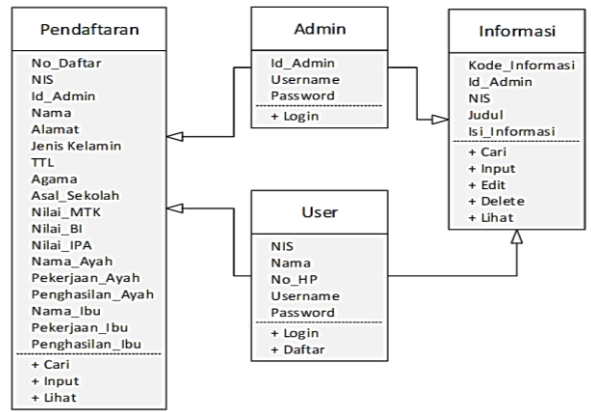 Pendaftaran
No_Daftar
NIS
Id_Admin
Nama
Alamat
Jenis Kelamin
TTL
Agama
Asal_Sekolah
Nilai_MTK
Nilai_BI
Nilai_IPA
Nama_Ayah
Pekerjaan_Ayah
Penghasilan_Ayah
Nama_Ibu
Pekerjaan_Ibu
Penghasilan_Ibu
+ Cari
+ Input
+ Lihat
Admin
Id_Admin
Username
Password
+ Login
User
NIS
Nama
No_HP
Username
Password
+ Login
+ Daftar
Informasi
Kode_Informasi
Id_Admin
NIS
Judul
Isi_Informasi
+ Cari
+ Input
+ Edit
+ Delete
+ Lihat